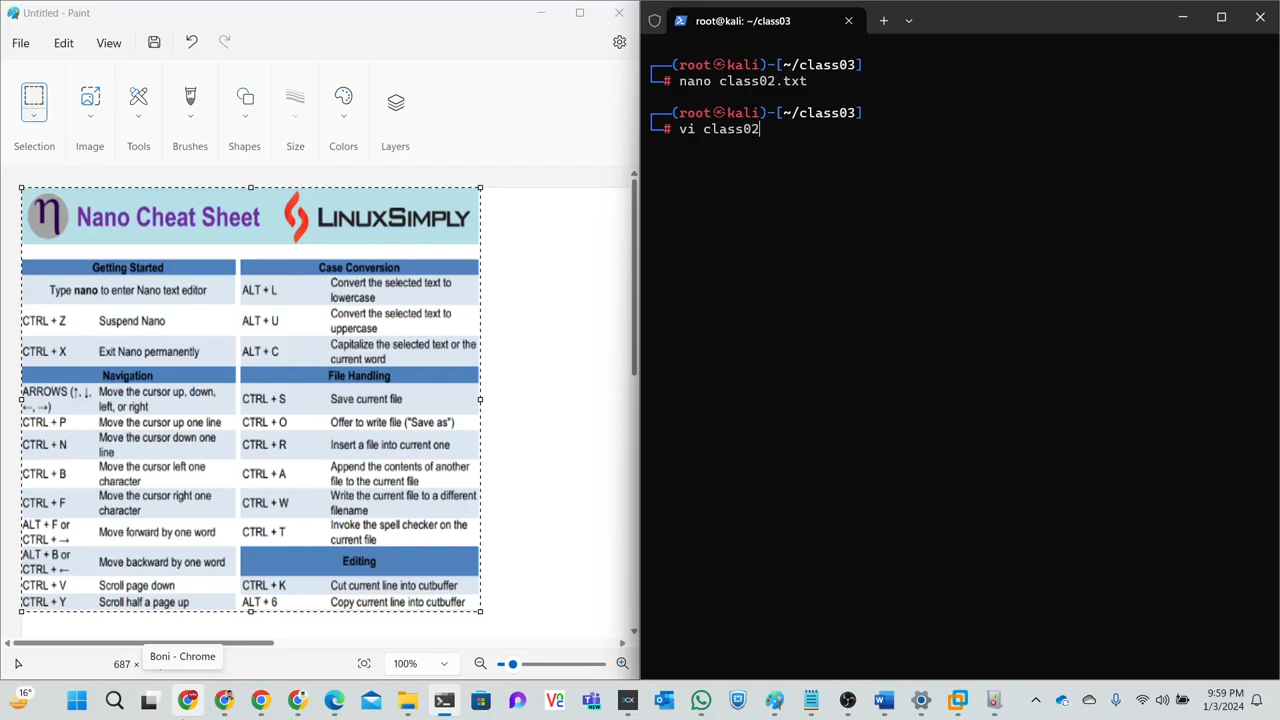 Untitled - Paint
File Edit View
Selection Image Tools Brushes Shapes Size Colors Layers
η Nano Cheat Sheet LINUXSIMPLY
Getting Started
Type nano to enter Nano text editor
CTRL + Z Suspend Nano
CTRL + X Exit Nano permanently
Navigation
ARROWS (↑, ↓, ←, →) Move the cursor up, down, left, or right
CTRL + P Move the cursor up one line
CTRL + N Move the cursor down one line
CTRL + B Move the cursor left one character
CTRL + F Move the cursor right one character
ALT + F or CTRL + → Move forward by one word
ALT + B or CTRL + ← Move backward by one word
CTRL + V Scroll page down
CTRL + Y Scroll half a page up
Case Conversion
ALT + L Convert the selected text to lowercase
ALT + U Convert the selected text to uppercase
ALT + C Capitalize the selected text or the current word
File Handling
CTRL + S Save current file
CTRL + O Offer to write file ("Save as")
CTRL + R Insert a file into current one
CTRL + A Append the contents of another file to the current file
CTRL + W Write the current file to a different filename
CTRL + T Invoke the spell checker on the current file
Editing
CTRL + K Cut current line into cutbuffer
ALT + 6 Copy current line into cutbuffer
Boni - Chrome
687 ×
100%
root@kali: ~/class03
(root㉿kali)-[~/class03]
# nano class02.txt
(root㉿kali)-[~/class03]
# vi class02
16°
9:59 PM
1/3/2024